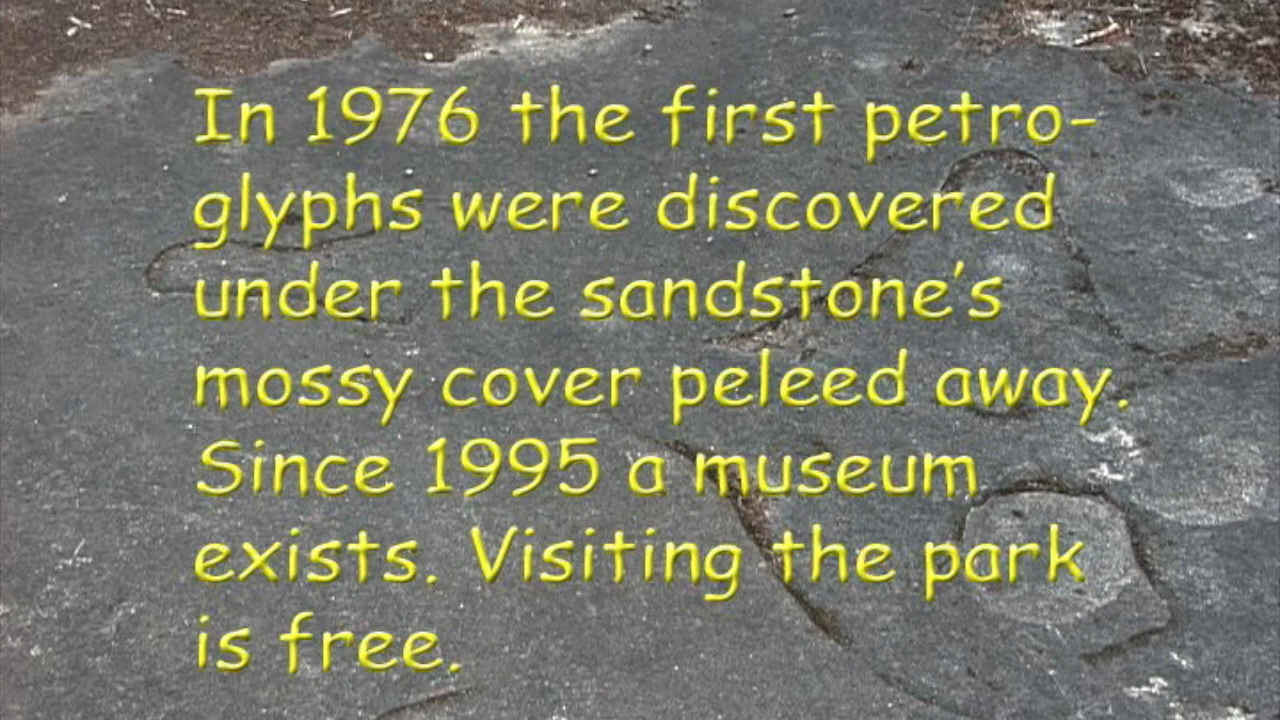 In 1976 the first petro-
glyphs were discovered
under the sandstone's
mossy cover peleed away.
Since 1995 a museum
exists. Visiting the park
is free.